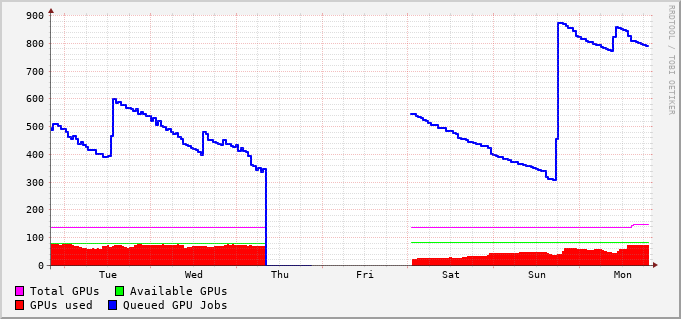 900
800
700
600
500
400
300
200
100
0
Tue Wed Thu Fri Sat Sun Mon
Total GPUs Available GPUs
GPUs used Queued GPU Jobs
RRDTOOL / TOBI OETIKER